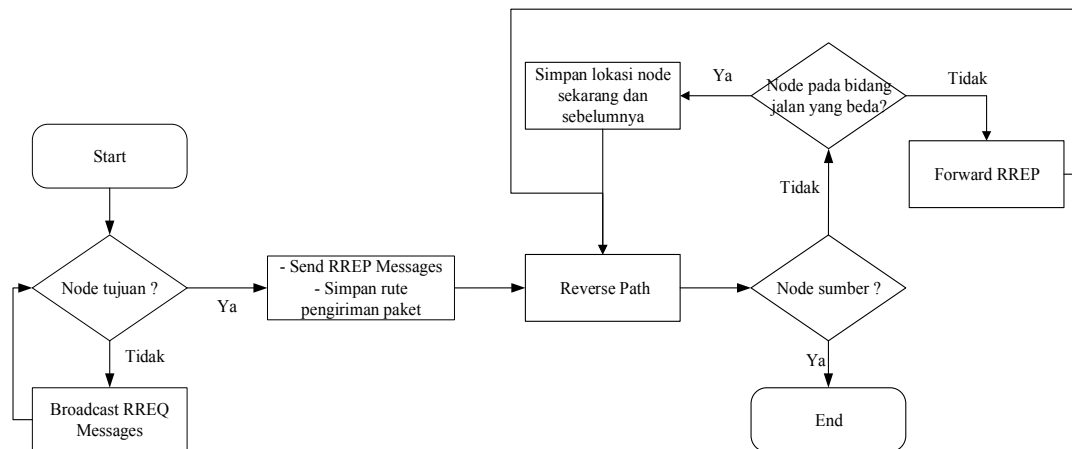 Start
Node tujuan ?
Ya
Tidak
Broadcast RREQ
Messages
- Send RREP Messages
- Simpan rute
pengiriman paket
Reverse Path
Node sumber ?
Ya
End
Tidak
Node pada bidang
jalan yang beda?
Ya
Simpan lokasi node
sekarang dan
sebelumnya
Tidak
Forward RREP